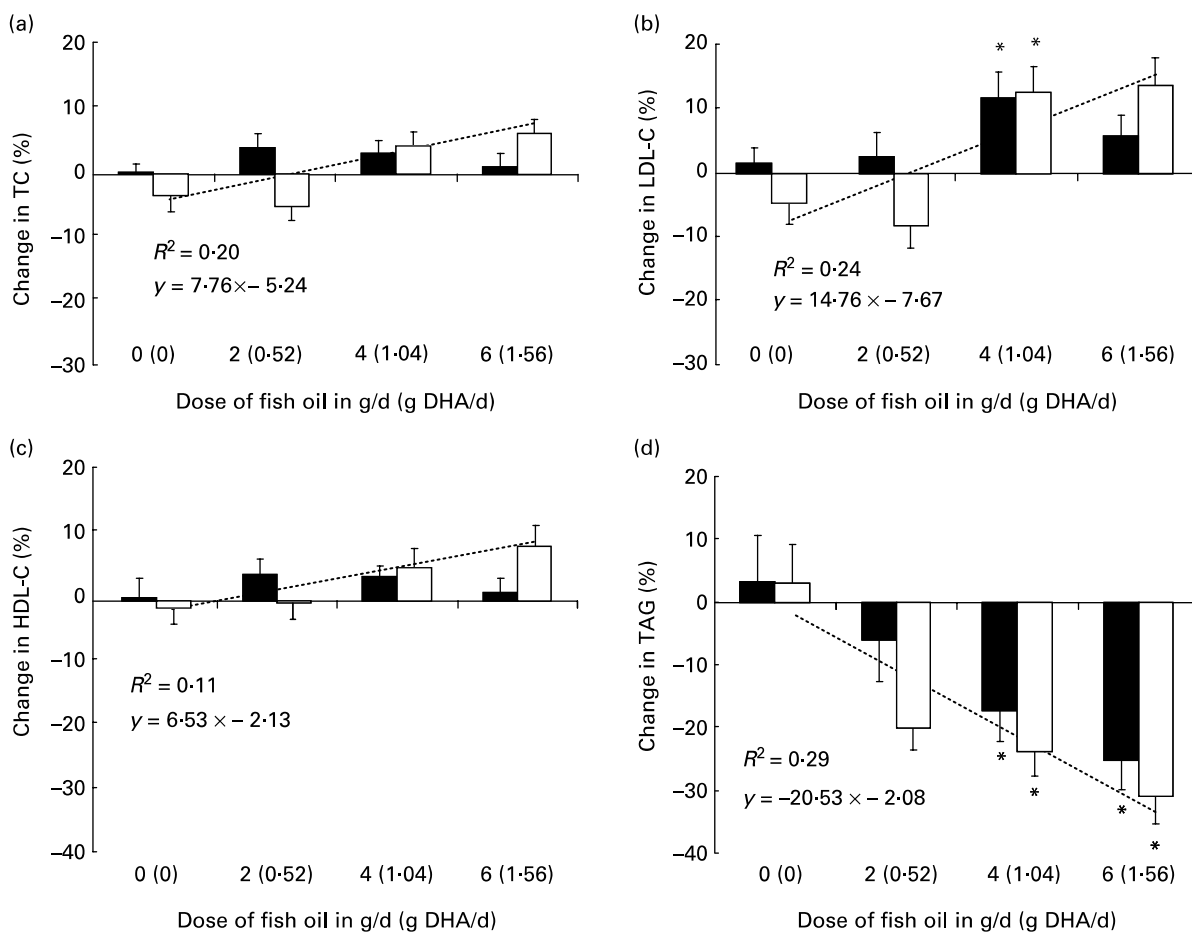 (a)
20
10
0
–10
–20
–30
Change in TC (%)
R² = 0·20
y = 7·76×– 5·24
0 (0) 2 (0·52) 4 (1·04) 6 (1·56)
Dose of fish oil in g/d (g DHA/d)
(b)
20
10
0
–10
–20
–30
Change in LDL-C (%)
* *
R² = 0·24
y = 14·76 × – 7·67
0 (0) 2 (0·52) 4 (1·04) 6 (1·56)
Dose of fish oil in g/d (g DHA/d)
(c)
20
10
0
–10
–20
–30
–40
Change in HDL-C (%)
R² = 0·11
y = 6·53 × – 2·13
0 (0) 2 (0·52) 4 (1·04) 6 (1·56)
Dose of fish oil in g/d (g DHA/d)
(d)
20
10
0
–10
–20
–30
–40
Change in TAG (%)
R² = 0·29
y = –20·53 × – 2·08
* * * *
0 (0) 2 (0·52) 4 (1·04) 6 (1·56)
Dose of fish oil in g/d (g DHA/d)